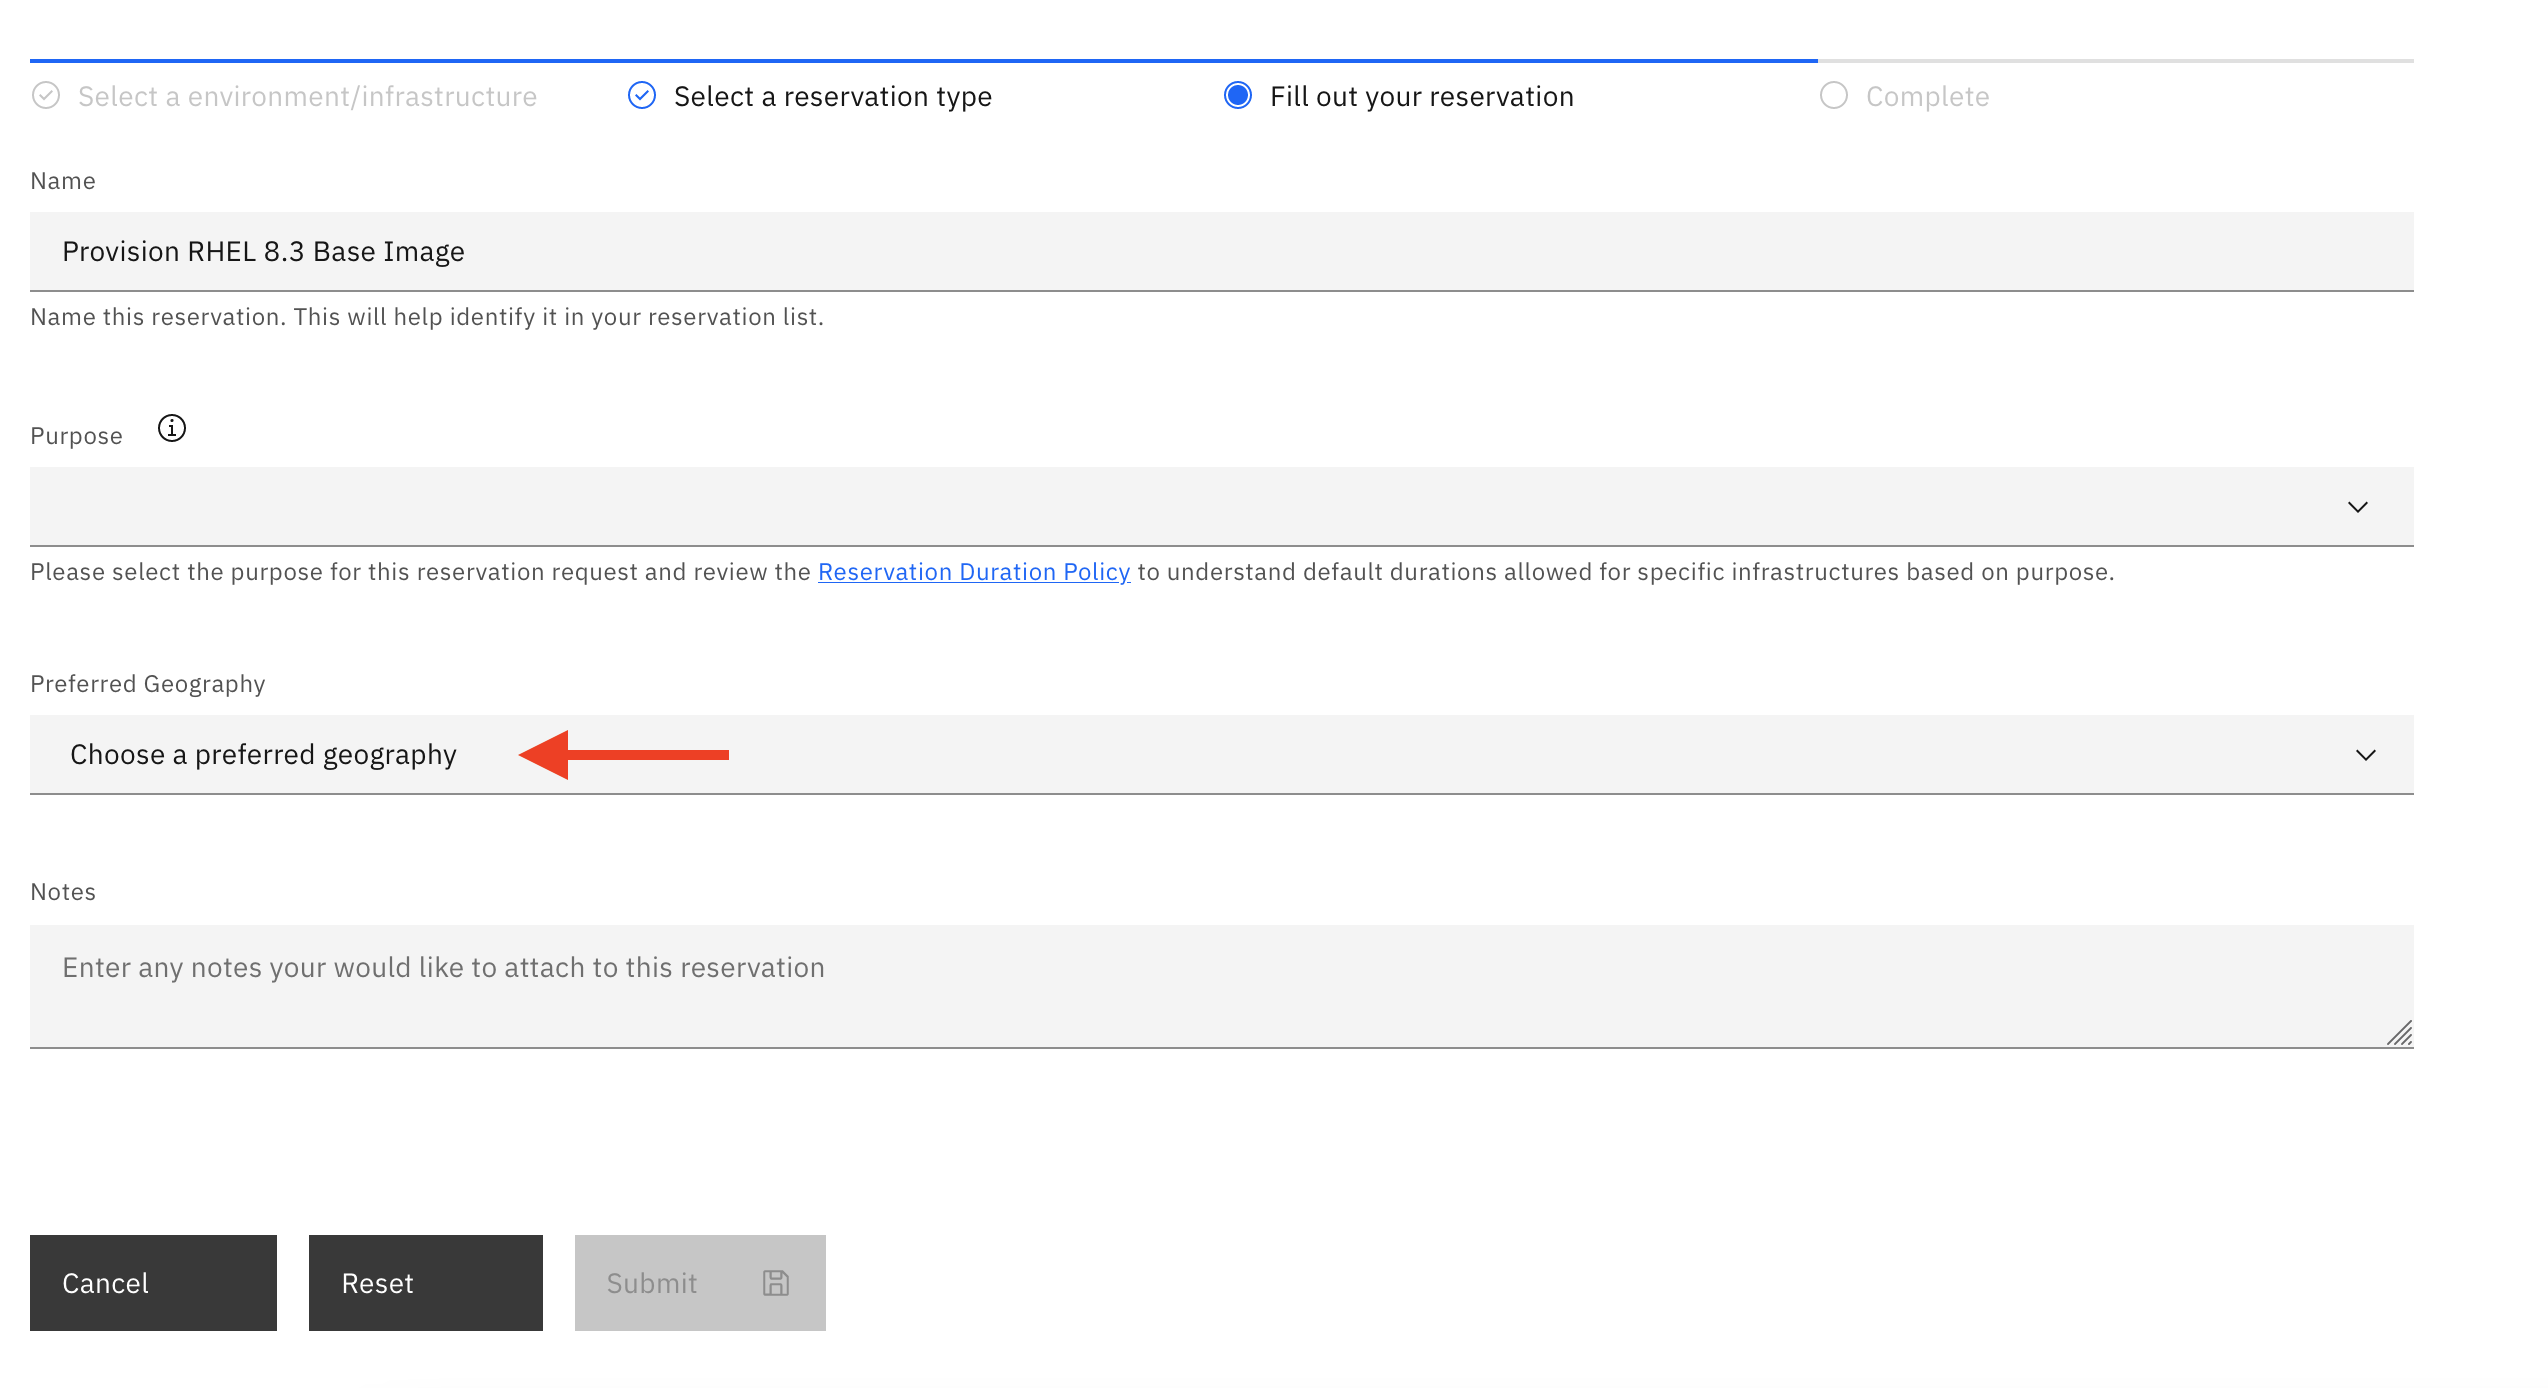 Select a environment/infrastructure
Select a reservation type
Fill out your reservation
Complete
Name
Provision RHEL 8.3 Base Image
Name this reservation. This will help identify it in your reservation list.
Purpose
Please select the purpose for this reservation request and review the Reservation Duration Policy to understand default durations allowed for specific infrastructures based on purpose.
Preferred Geography
Choose a preferred geography
Notes
Enter any notes your would like to attach to this reservation
Cancel
Reset
Submit